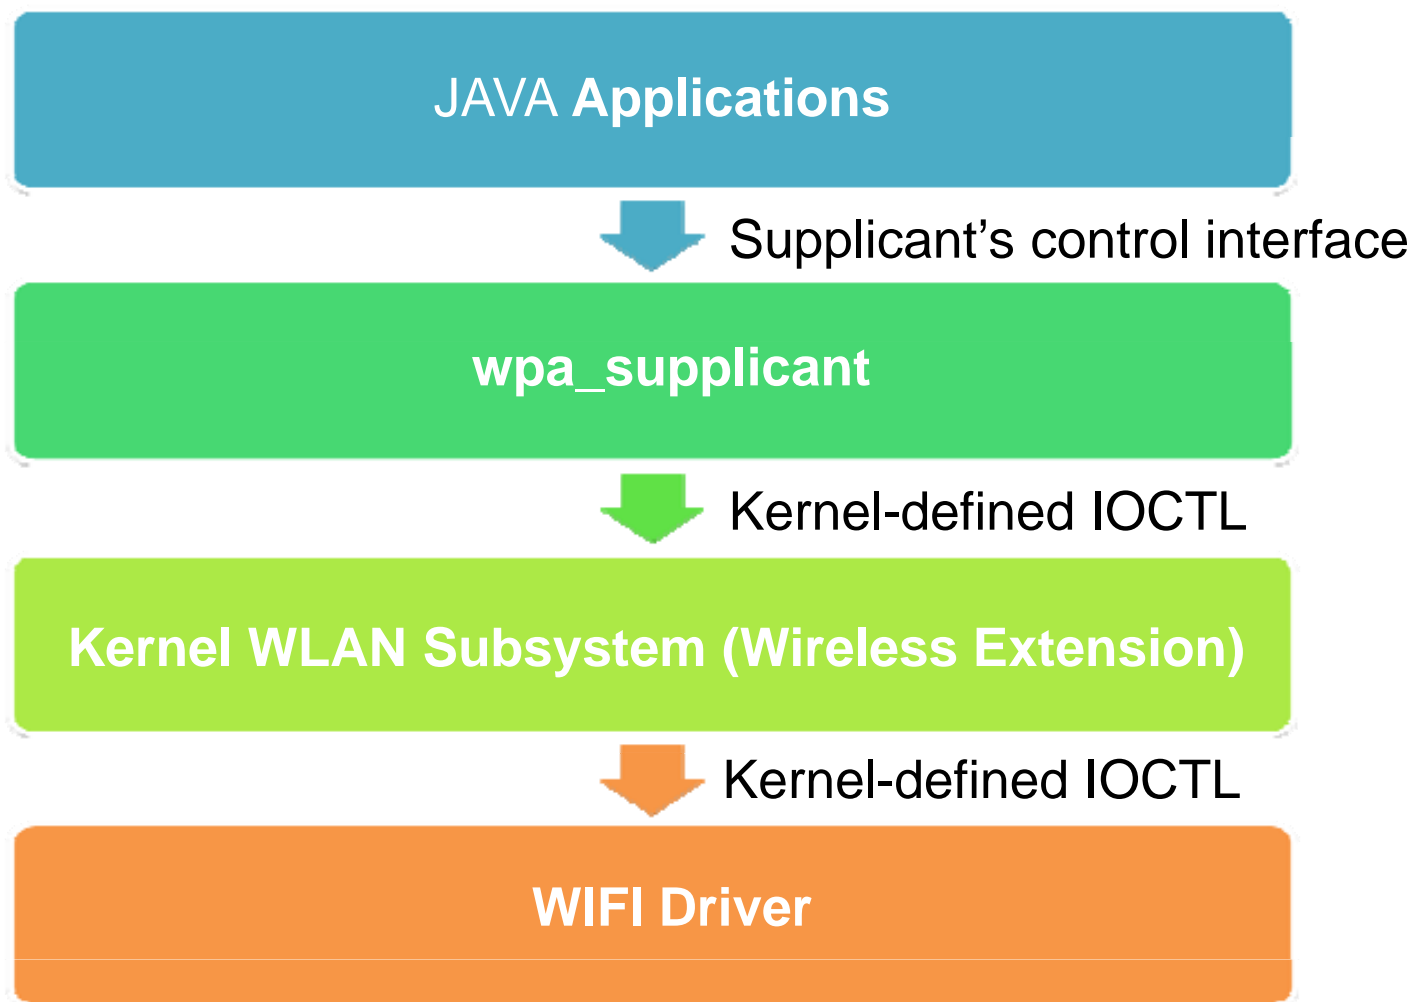 JAVA Applications
Supplicant’s control interface
wpa_supplicant
Kernel-defined IOCTL
Kernel WLAN Subsystem (Wireless Extension)
Kernel-defined IOCTL
WIFI Driver